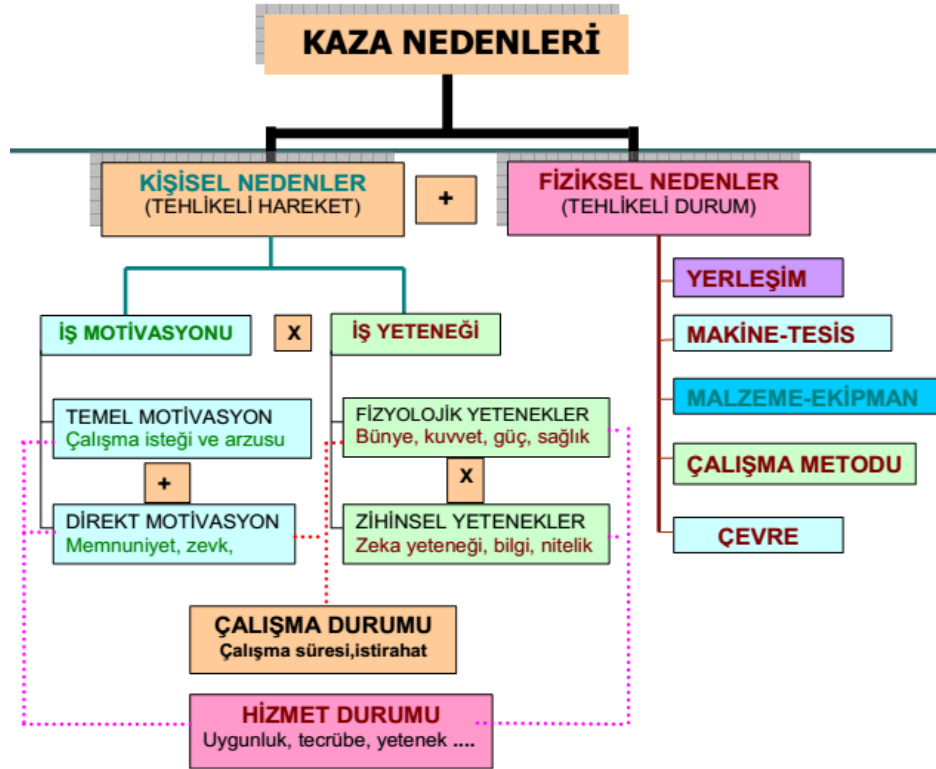 KAZA NEDENLERİ
KİŞİSEL NEDENLER
(TEHLİKELİ HAREKET)
+
FİZİKSEL NEDENLER
(TEHLİKELİ DURUM)
İŞ MOTİVASYONU
X
İŞ YETENEĞİ
TEMEL MOTİVASYON
Çalışma isteği ve arzusu
+
DİREKT MOTİVASYON
Memnuniyet, zevk,
FİZYOLOJİK YETENEKLER
Bünye, kuvvet, güç, sağlık
X
ZİHİNSEL YETENEKLER
Zeka yeteneği, bilgi, nitelik
YERLEŞİM
MAKİNE-TESİS
MALZEME-EKİPMAN
ÇALIŞMA METODU
ÇEVRE
ÇALIŞMA DURUMU
Çalışma süresi,istirahat
HİZMET DURUMU
Uygunluk, tecrübe, yetenek ....